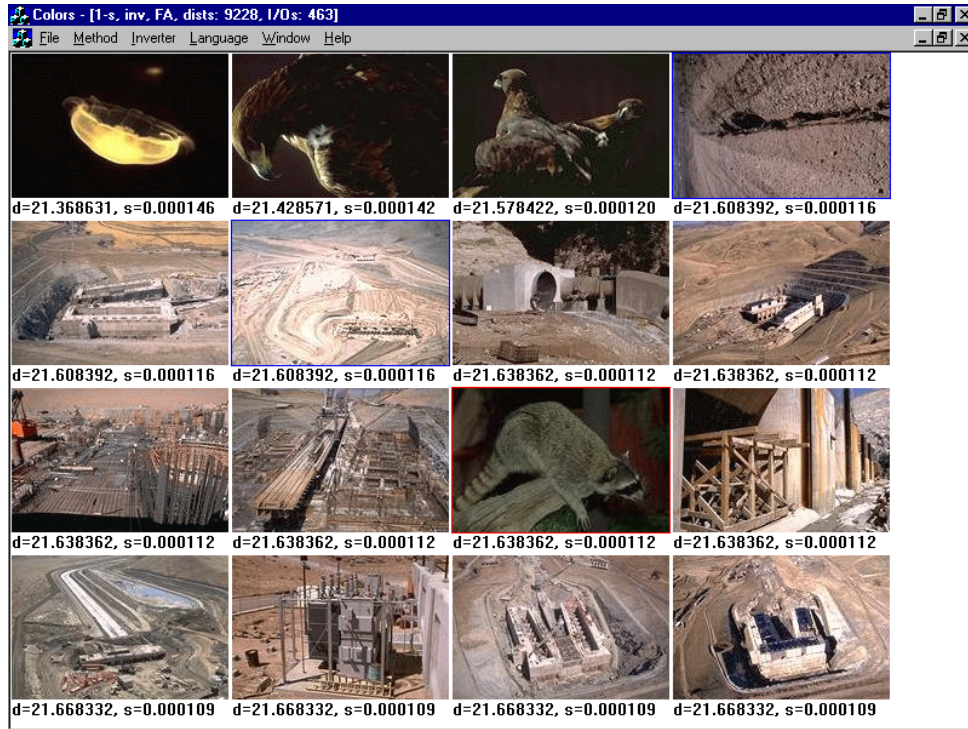 Colors - [1-s, inv, FA, dists: 9228, I/Os: 463]
File Method Inverter Language Window Help
d=21.368631, s=0.000146 d=21.428571, s=0.000142 d=21.578422, s=0.000120 d=21.608392, s=0.000116
d=21.608392, s=0.000116 d=21.608392, s=0.000116 d=21.638362, s=0.000112 d=21.638362, s=0.000112
d=21.638362, s=0.000112 d=21.638362, s=0.000112 d=21.638362, s=0.000112 d=21.638362, s=0.000112
d=21.668332, s=0.000109 d=21.668332, s=0.000109 d=21.668332, s=0.000109 d=21.668332, s=0.000109